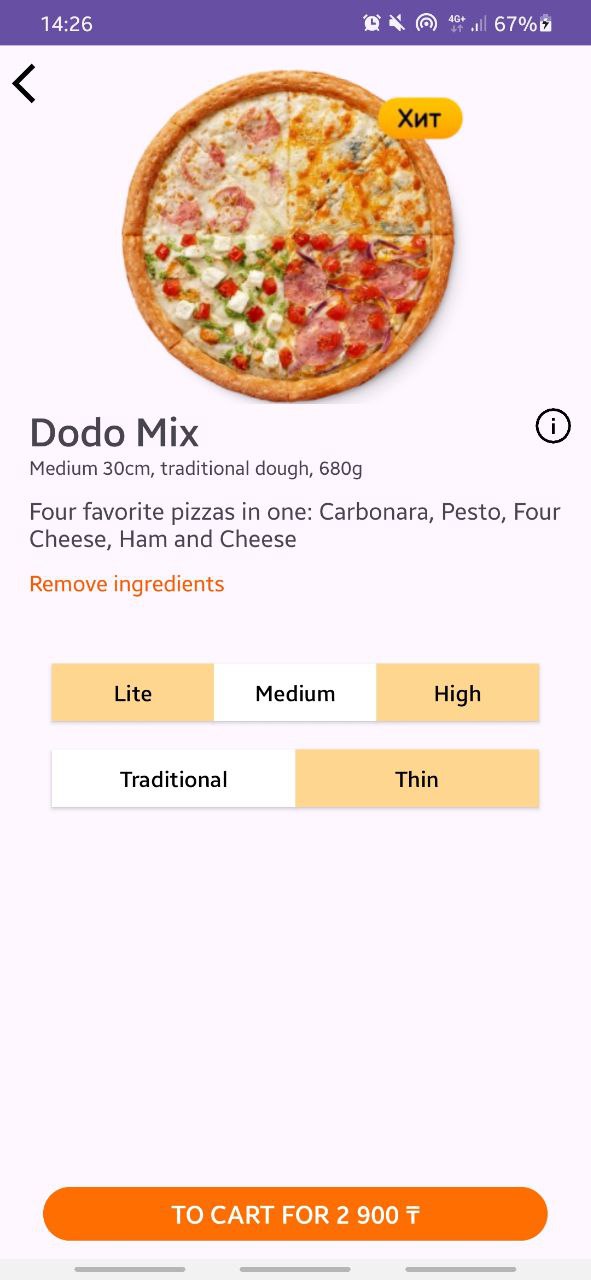 14:26
4G+
67%
Хит
Dodo Mix
i
Medium 30cm, traditional dough, 680g
Four favorite pizzas in one: Carbonara, Pesto, Four
Cheese, Ham and Cheese
Remove ingredients
Lite
Medium
High
Traditional
Thin
TO CART FOR 2 900 ₸